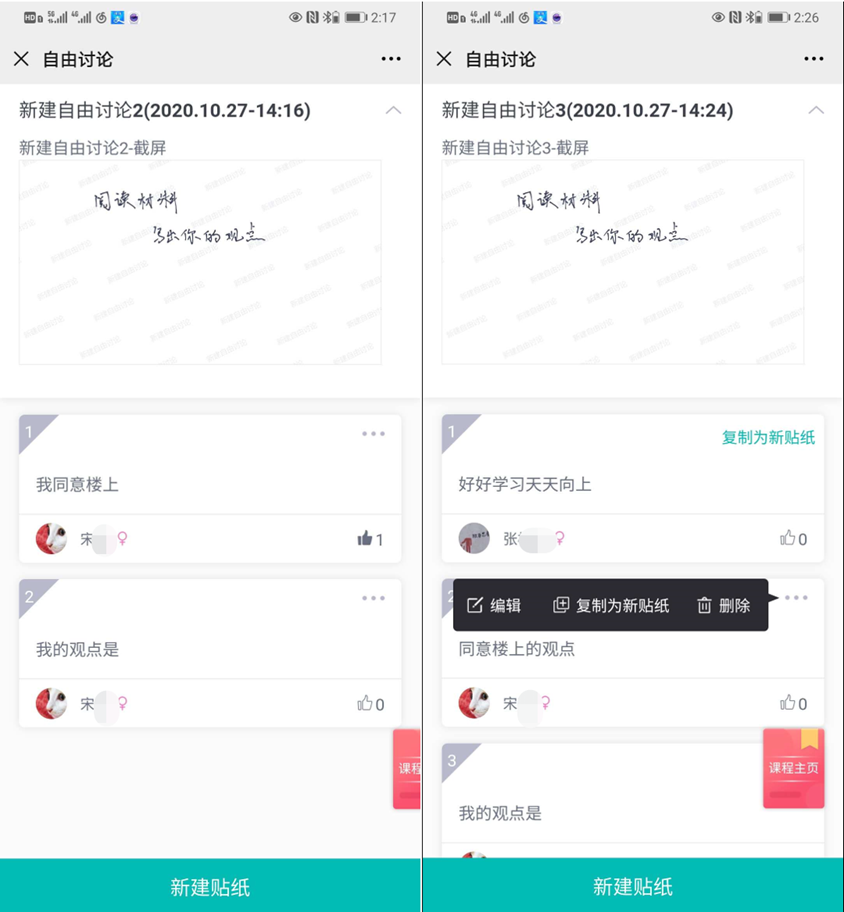 2:17
自由讨论
新建自由讨论2(2020.10.27-14:16)
新建自由讨论2-截屏
阅读材料
写出你的观点
1
我同意楼上
宋
1
2
我的观点是
宋
0
课程
新建贴纸
2:26
自由讨论
新建自由讨论3(2020.10.27-14:24)
新建自由讨论3-截屏
阅读材料
写出你的观点
1
复制为新贴纸
好好学习天天向上
张
0
2
编辑 复制为新贴纸 删除
同意楼上的观点
宋
0
3
课程主页
我的观点是
新建贴纸